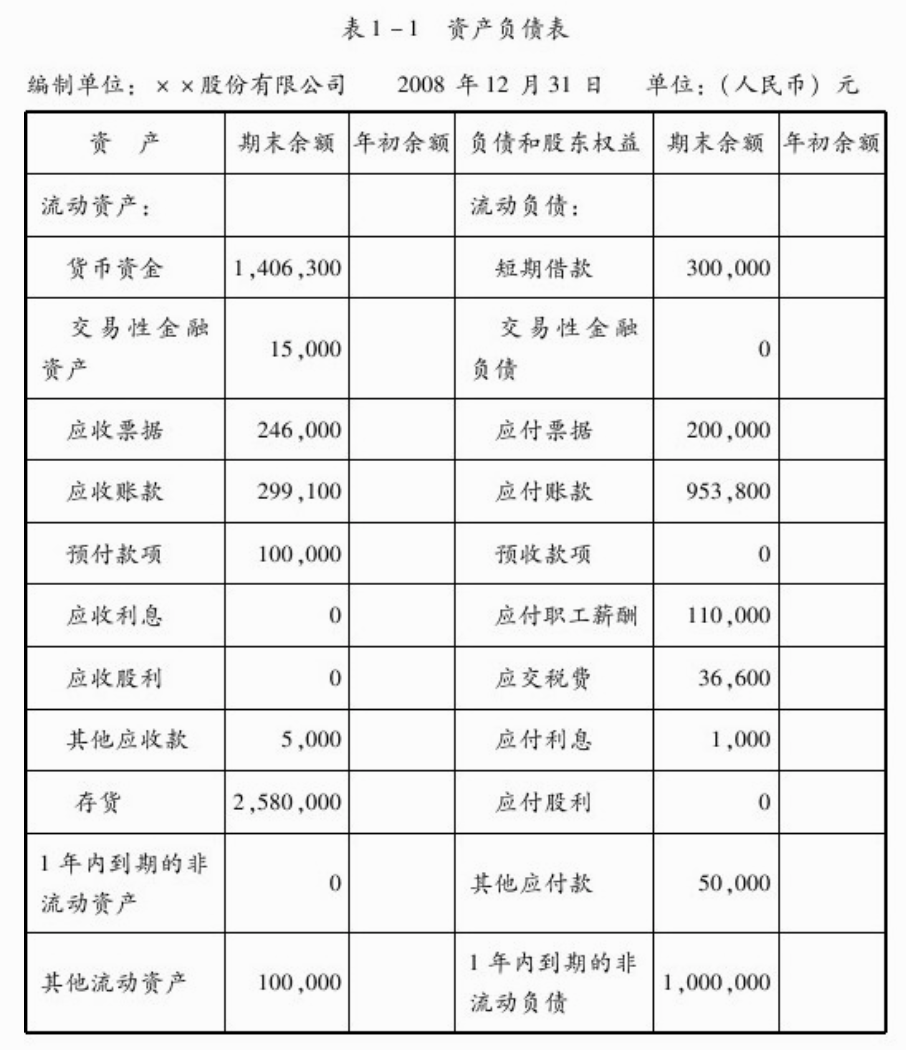 表1-1 资产负债表
编制单位：××股份有限公司 2008年12月31日 单位：（人民币）元
资 产 期末余额 年初余额 负债和股东权益 期末余额 年初余额
流动资产： 流动负债：
货币资金 1,406,300 短期借款 300,000
交易性金融资产 15,000 交易性金融负债 0
应收票据 246,000 应付票据 200,000
应收账款 299,100 应付账款 953,800
预付款项 100,000 预收款项 0
应收利息 0 应付职工薪酬 110,000
应收股利 0 应交税费 36,600
其他应收款 5,000 应付利息 1,000
存货 2,580,000 应付股利 0
1年内到期的非流动资产 0 其他应付款 50,000
其他流动资产 100,000 1年内到期的非流动负债 1,000,000